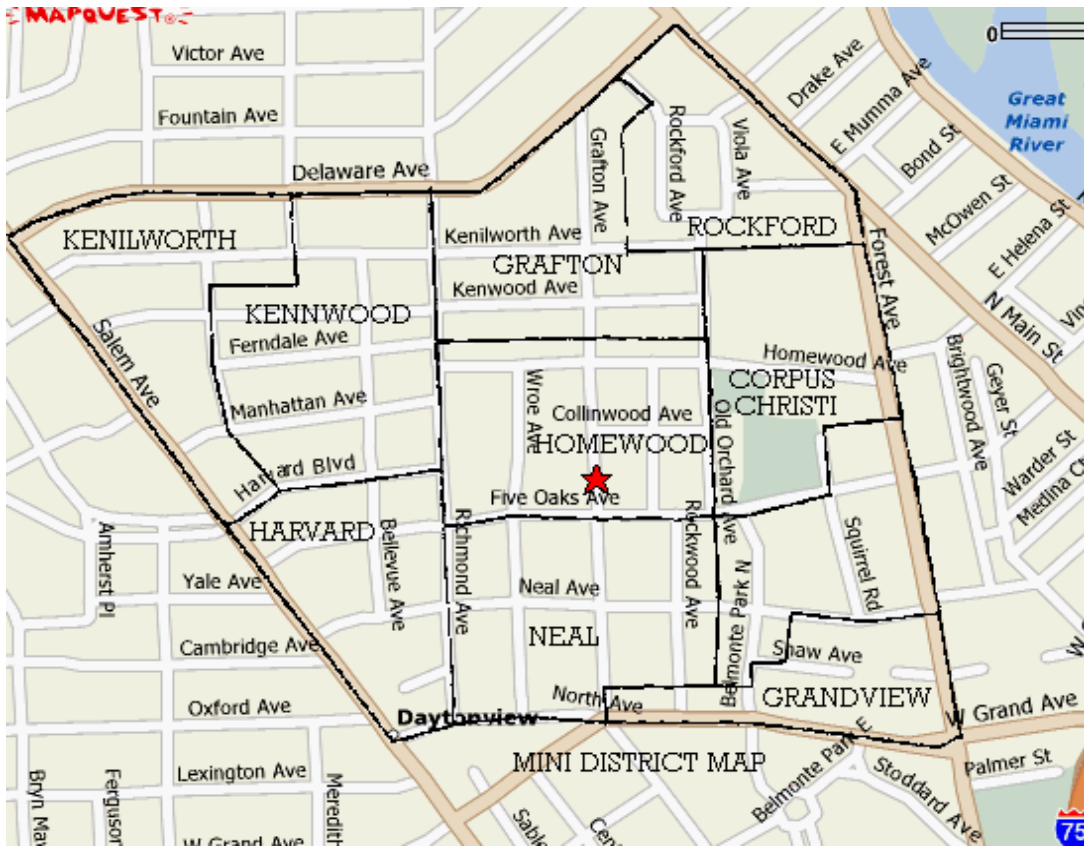 MAPQUEST®
0
Victor Ave
Drake Ave
E Mumma Ave
Great
Miami
River
Fountain Ave
Grafton Ave
Rockford Ave
Viola Ave
Bond St
Delaware Ave
McOwen St
E Helena St
KENILWORTH
Kenilworth Ave
ROCKFORD
Forest Ave
GRAFTON
Kenwood Ave
N Main St
KENNWOOD
Salem Ave
Ferndale Ave
Homewood Ave
Brightwood Ave
Geyer St
CORPUS
CHRISTI
Manhattan Ave
Wroe Ave
Collinwood Ave
Old Orchard Ave
HOMEWOOD
Warder St
Medina
Harvard Blvd
Five Oaks Ave
HARVARD
Amherst Pl
Bellevue Ave
Richmond Ave
Rockwood Ave
Squirrel Rd
Yale Ave
Neal Ave
N
Belmonte Park
NEAL
Cambridge Ave
Shaw Ave
GRANDVIEW
North Ave
Oxford Ave
Daytonview
W Grand Ave
MINI DISTRICT MAP
Belmonte Park E
Palmer St
Stoddard Ave
Lexington Ave
Bryn
Ferguson
Meredith
W Grand Ave
75